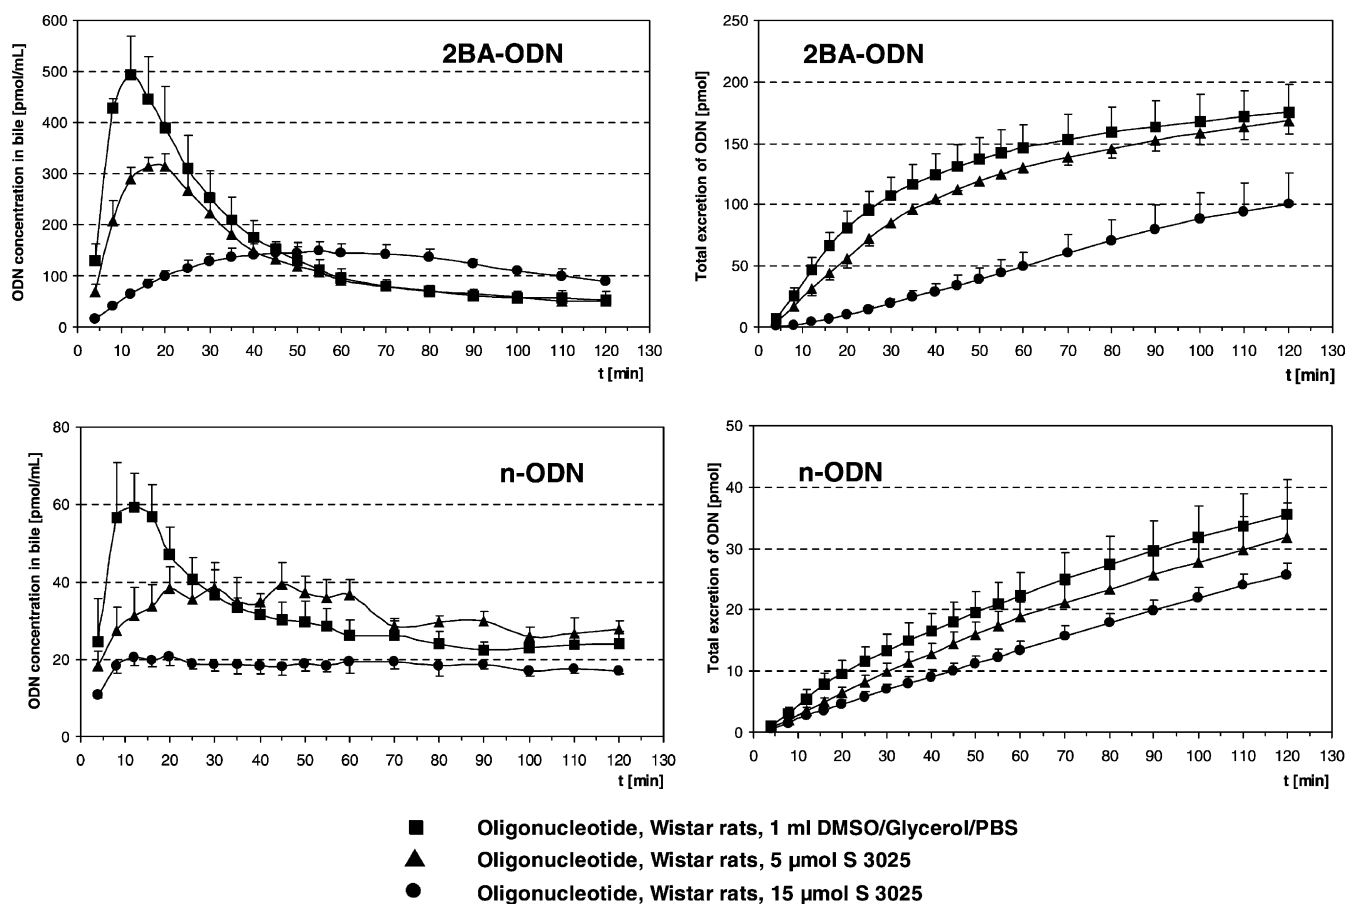 2BA-ODN
ODN concentration in bile [pmol/mL]
600
500
400
300
200
100
0
0 10 20 30 40 50 60 70 80 90 100 110 120 130
t [min]
2BA-ODN
Total excretion of ODN [pmol]
250
200
150
100
50
0
0 10 20 30 40 50 60 70 80 90 100 110 120 130
t [min]
n-ODN
ODN concentration in bile [pmol/mL]
80
60
40
20
0
0 10 20 30 40 50 60 70 80 90 100 110 120 130
t [min]
n-ODN
Total excretion of ODN [pmol]
50
40
30
20
10
0
0 10 20 30 40 50 60 70 80 90 100 110 120 130
t [min]
Oligonucleotide, Wistar rats, 1 ml DMSO/Glycerol/PBS
Oligonucleotide, Wistar rats, 5 µmol S 3025
Oligonucleotide, Wistar rats, 15 µmol S 3025